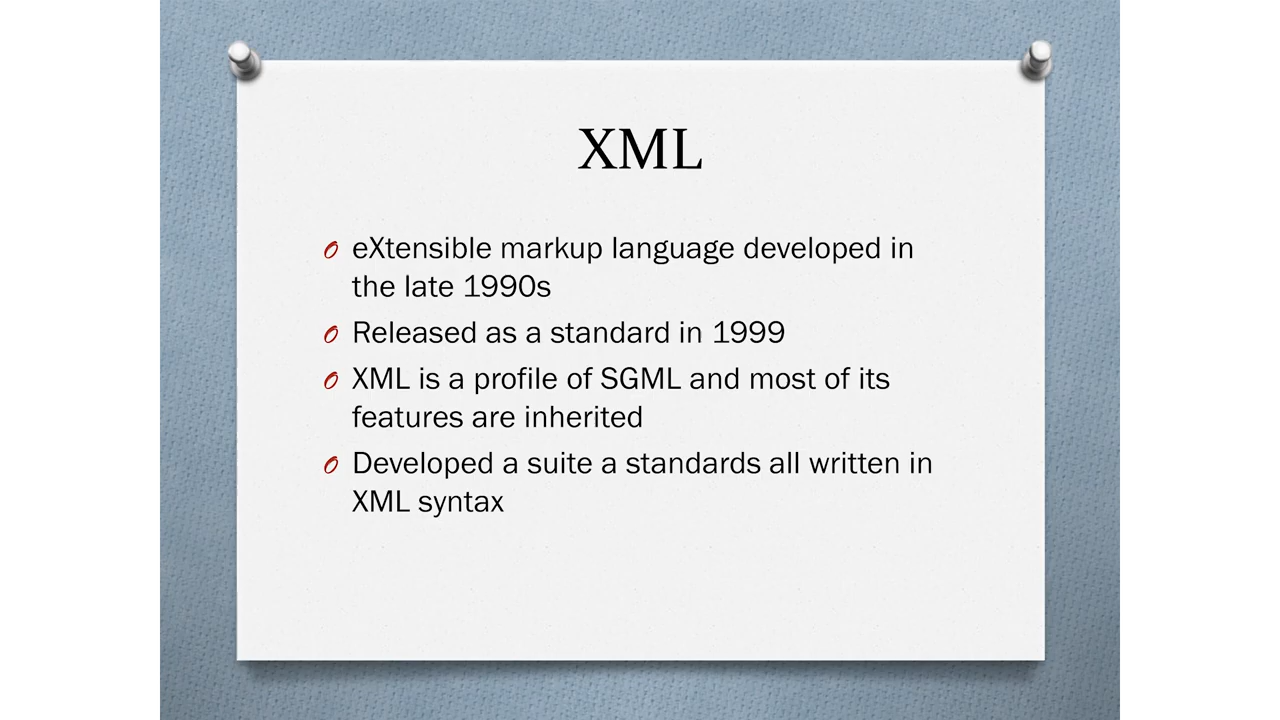 XML
eXtensible markup language developed in
the late 1990s
Released as a standard in 1999
XML is a profile of SGML and most of its
features are inherited
Developed a suite a standards all written in
XML syntax